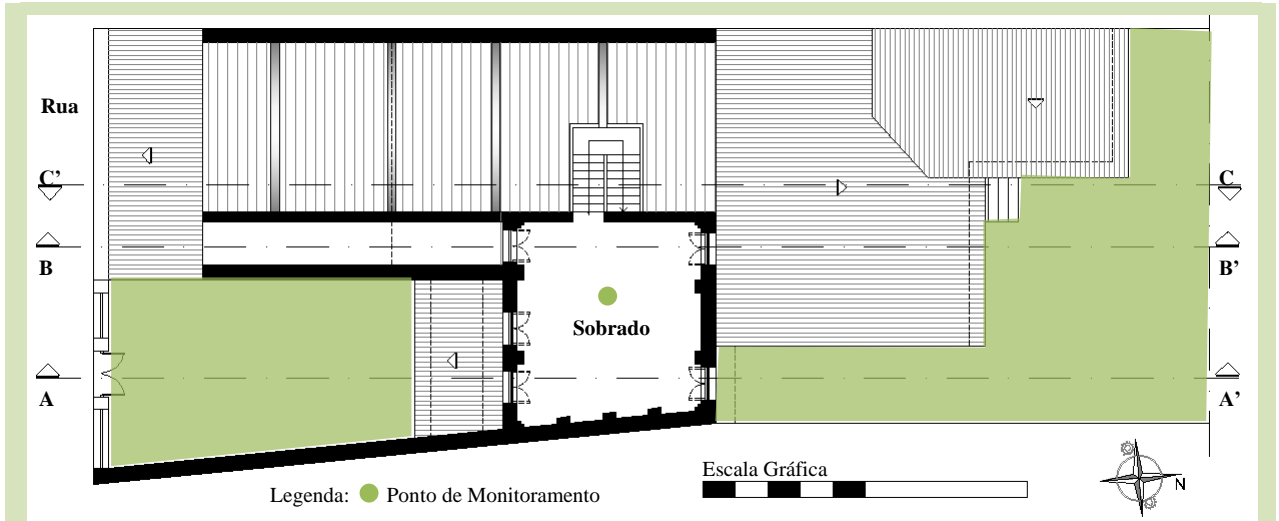 Rua
C’
C
B
B’
Sobrado
A
A’
Escala Gráfica
N
Legenda: Ponto de Monitoramento